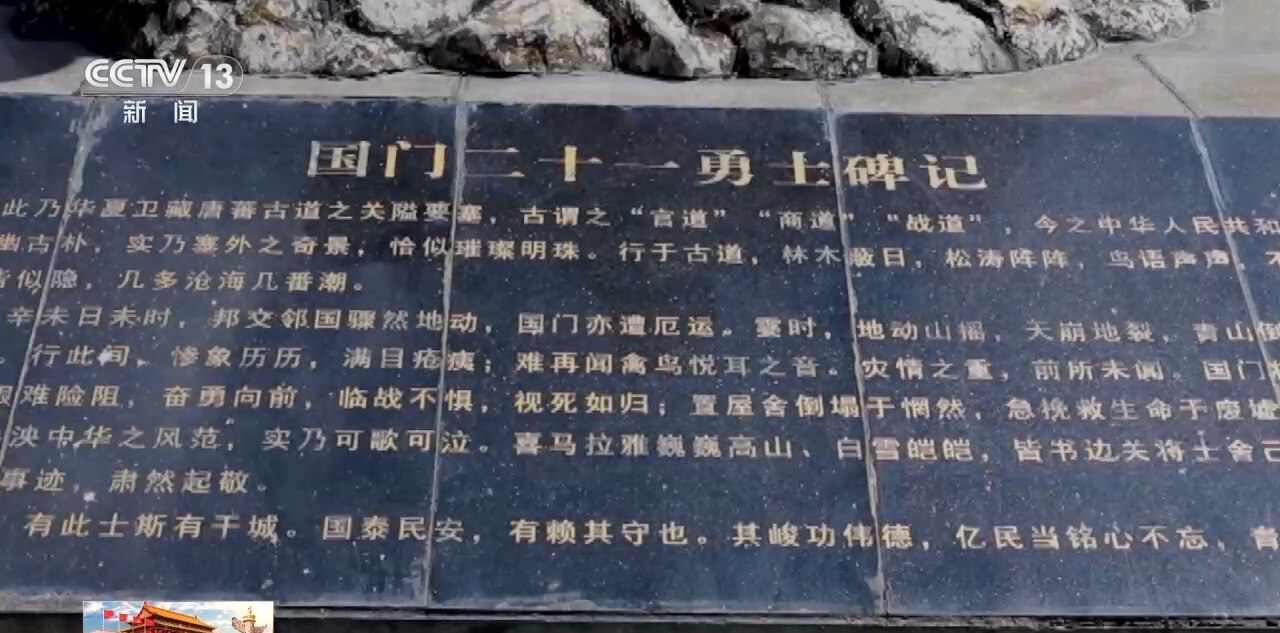 CCTV 13
新闻
国门二十一勇士碑记
此乃华夏卫藏唐蕃古道之关隘要塞，古谓之“官道”“商道”“战道”，今之中华人民共和
幽古朴，实乃塞外之奇景，恰似璀璨明珠。行于古道，林木蔽日，松涛阵阵，鸟语声声，不
皆似隐，几多沧海几番潮。
辛未日未时，邦文邻国骤然地动，国门亦遭厄运。霎时，地动山摇，天崩地裂，青山倒
。行此间，惨象历历，满目疮痍；难再闻禽鸟悦耳之音。灾情之重，前所未闻。国门
艰难险阻，奋勇向前，临战不惧，视死如归；置屋舍倒塌于惘然，急挽救生命于废墟
泱中华之风范，实乃可歌可泣。喜马拉雅巍巍高山、白雪皑皑，皆书边关将士舍己
事迹，肃然起敬。
有此士斯有干城。国泰民安，有赖其守也。其峻功伟德，亿民当铭心不忘，青